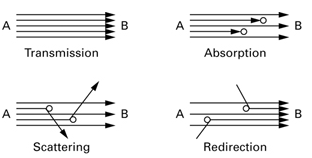 A B A B
Transmission Absorption
A B A B
Scattering Redirection